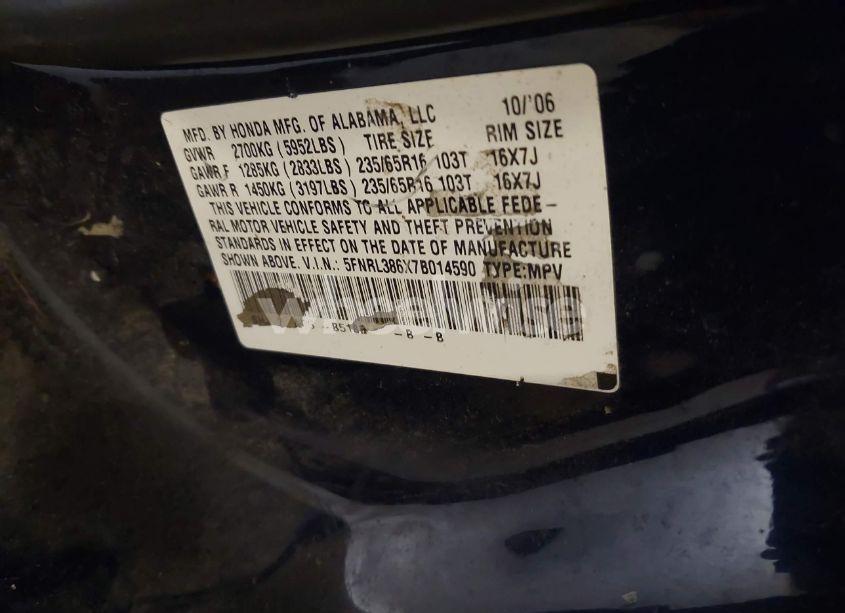 MFD. BY HONDA MFG. OF ALABAMA, LLC 10/'06
GVWR 2700KG (5952LBS) TIRE SIZE RIM SIZE
GAWR F 1285KG (2833LBS) 235/65R16 103T 16X7J
GAWR R 1450KG (3197LBS) 235/65R16 103T 16X7J
THIS VEHICLE CONFORMS TO ALL APPLICABLE FEDE-
RAL MOTOR VEHICLE SAFETY AND THEFT PREVENTION
STANDARDS IN EFFECT ON THE DATE OF MANUFACTURE
SHOWN ABOVE. V.I.N.: 5FNRL386X7B014590 TYPE:MPV
-B -B